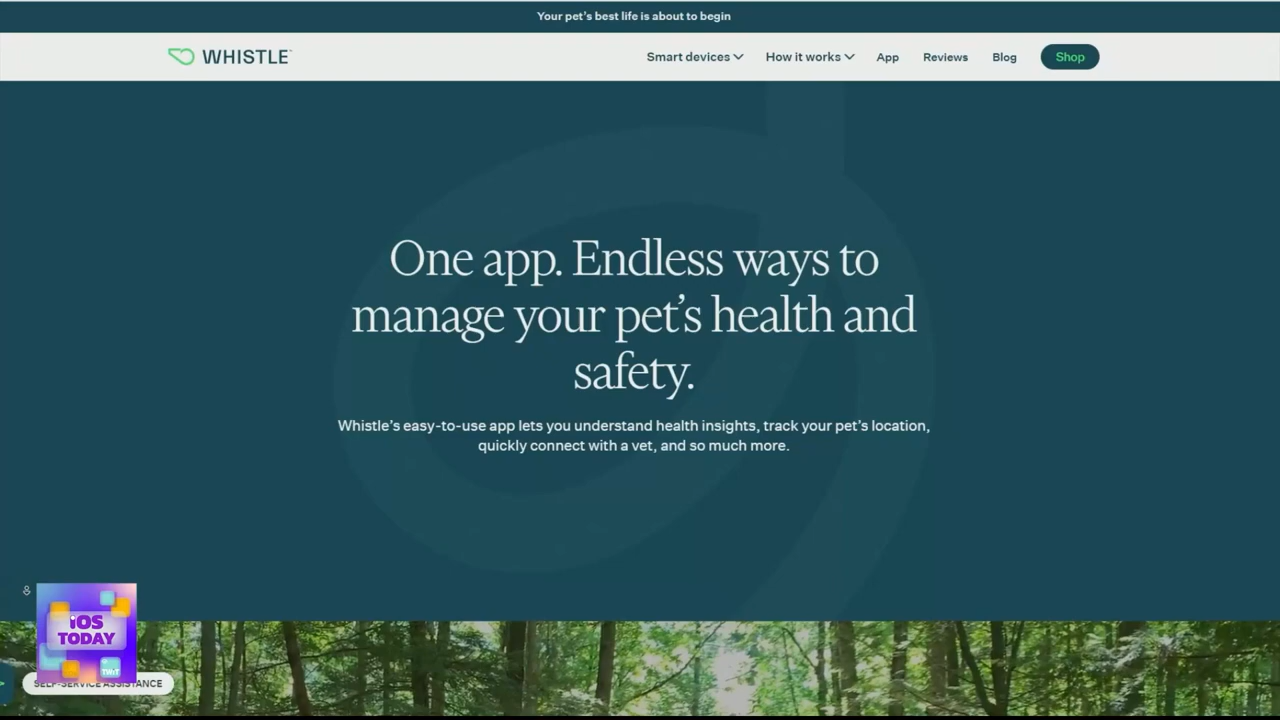 Your pet's best life is about to begin
WHISTLE
Smart devices
How it works
App
Reviews
Blog
Shop
One app. Endless ways to
manage your pet's health and
safety.
Whistle's easy-to-use app lets you understand health insights, track your pet's location,
quickly connect with a vet, and so much more.
iOS
TODAY
TWiT
SELF-SERVICE ASSISTANCE